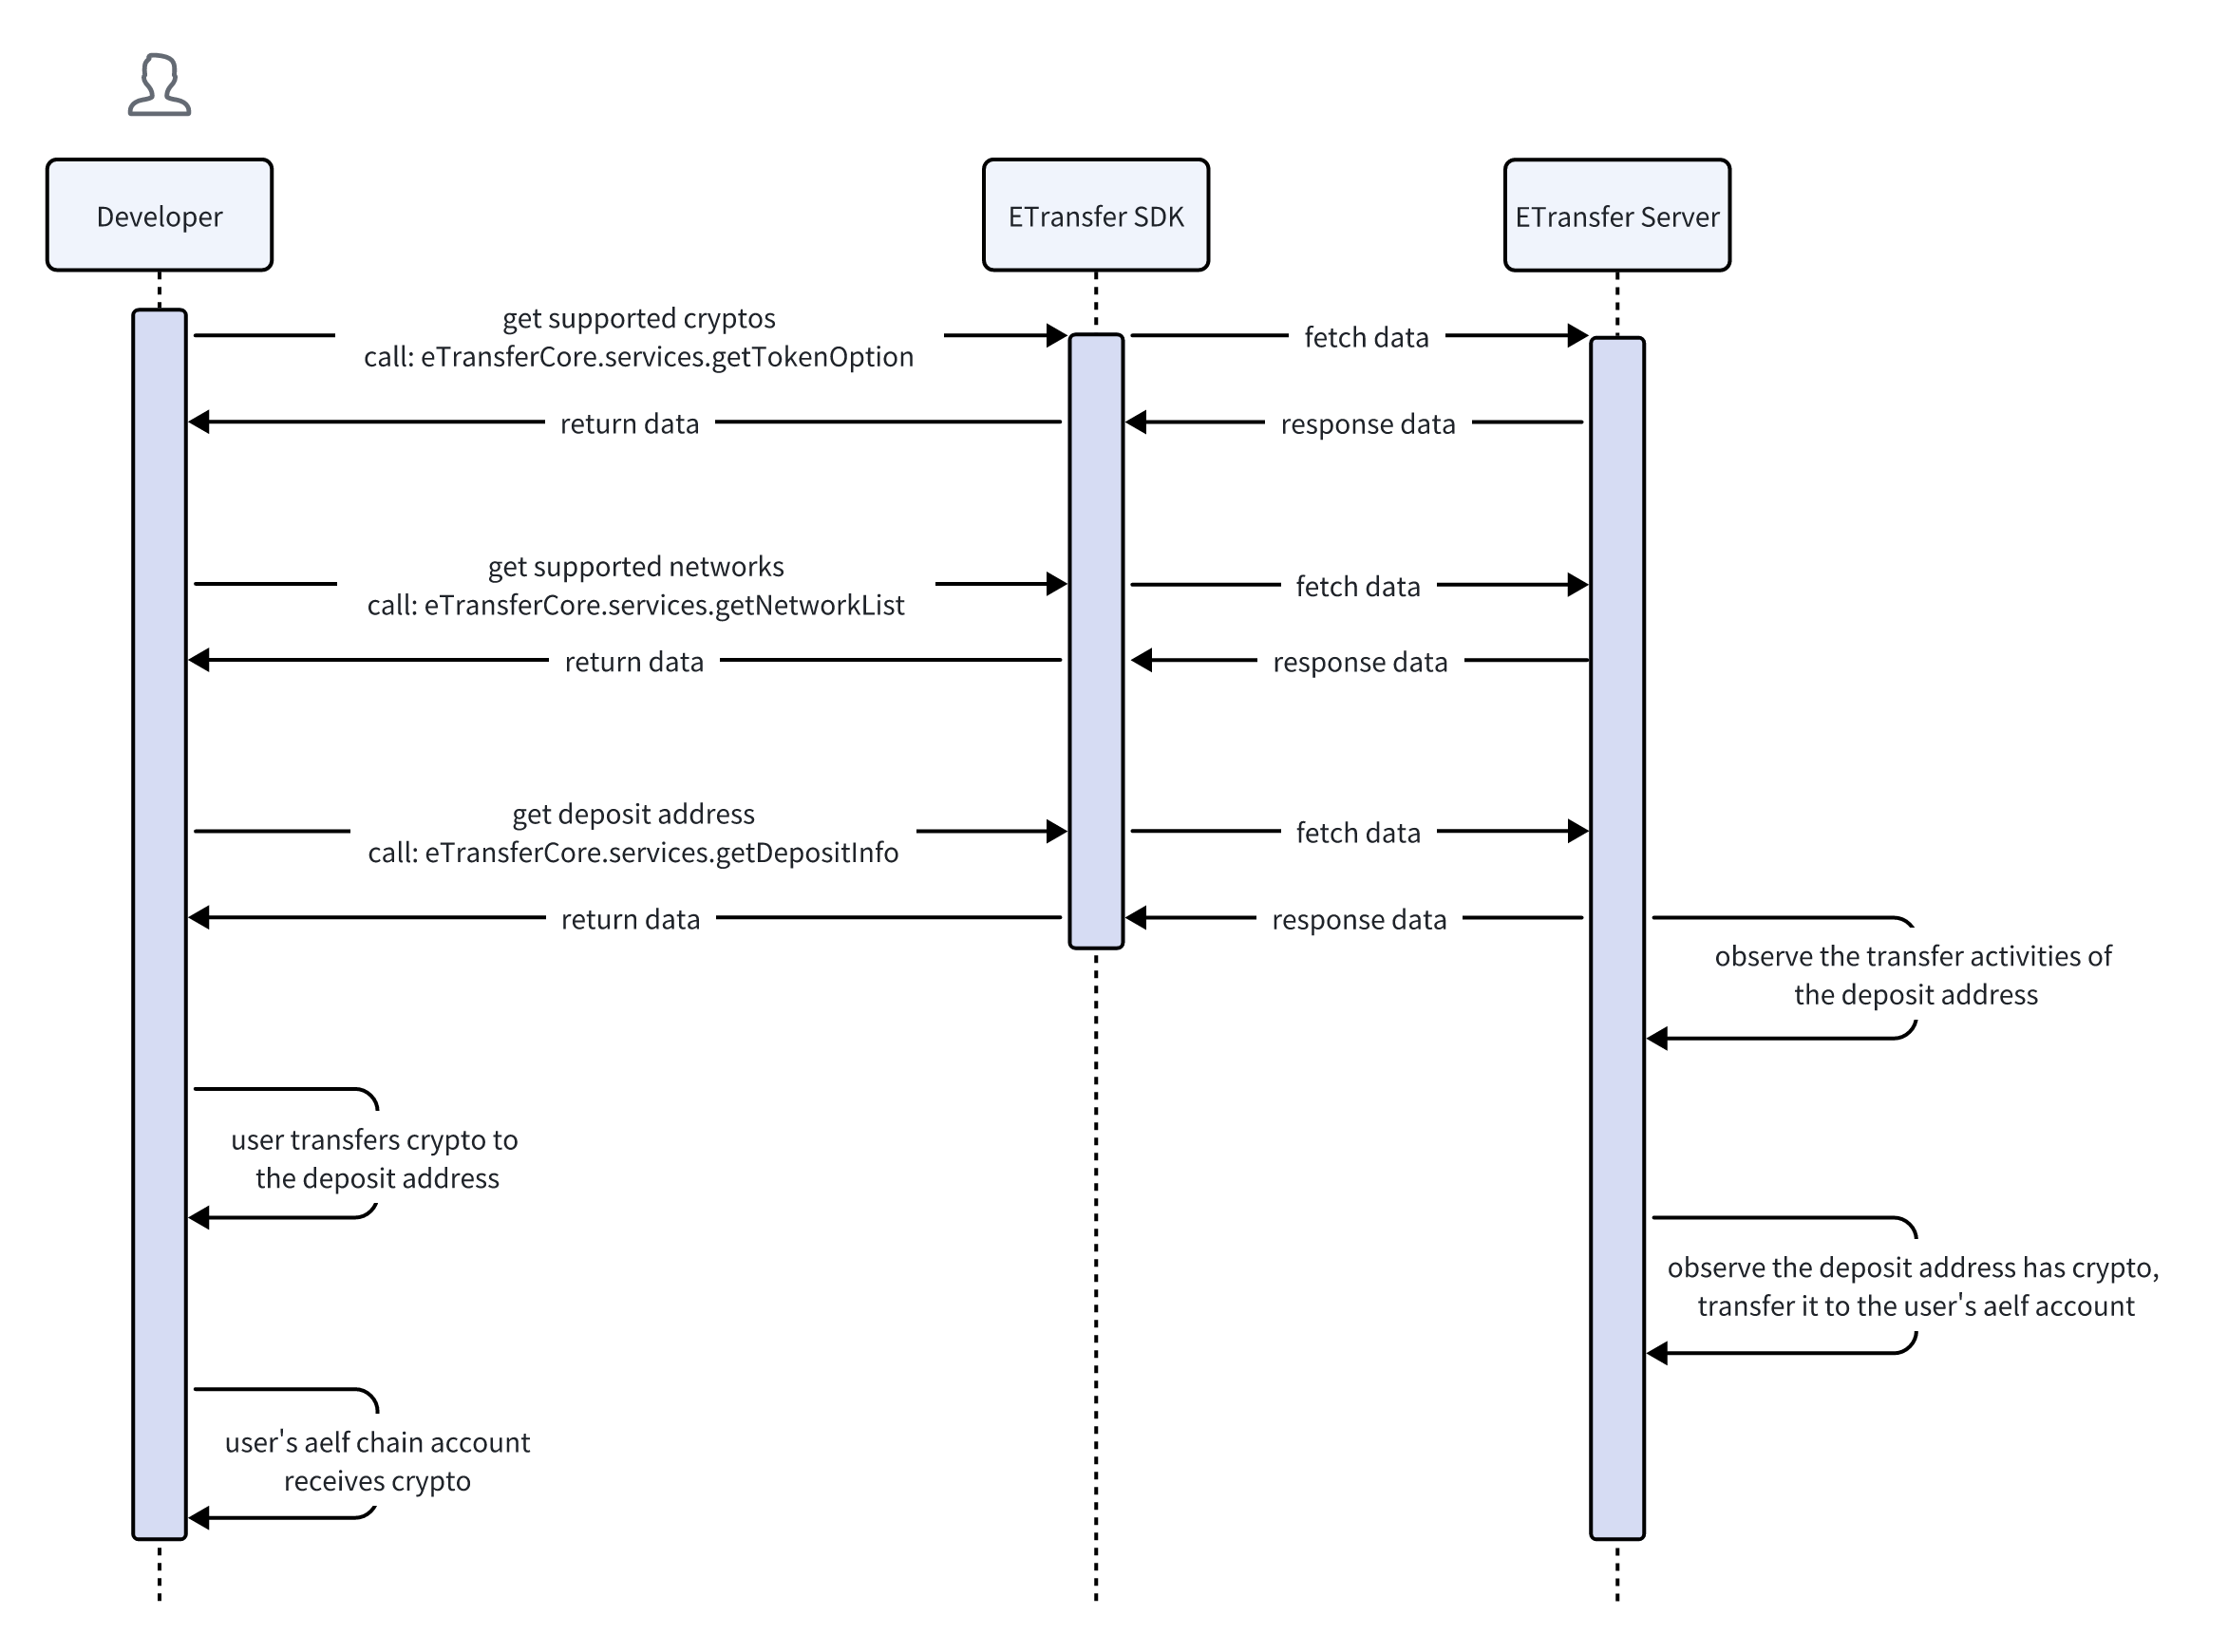 Developer
ETransfer SDK
ETransfer Server
get supported cryptos
call: eTransferCore.services.getTokenOption
fetch data
return data
response data
get supported networks
call: eTransferCore.services.getNetworkList
fetch data
return data
response data
get deposit address
call: eTransferCore.services.getDepositInfo
fetch data
return data
response data
observe the transfer activities of
the deposit address
user transfers crypto to
the deposit address
observe the deposit address has crypto,
transfer it to the user's aelf account
user's aelf chain account
receives crypto